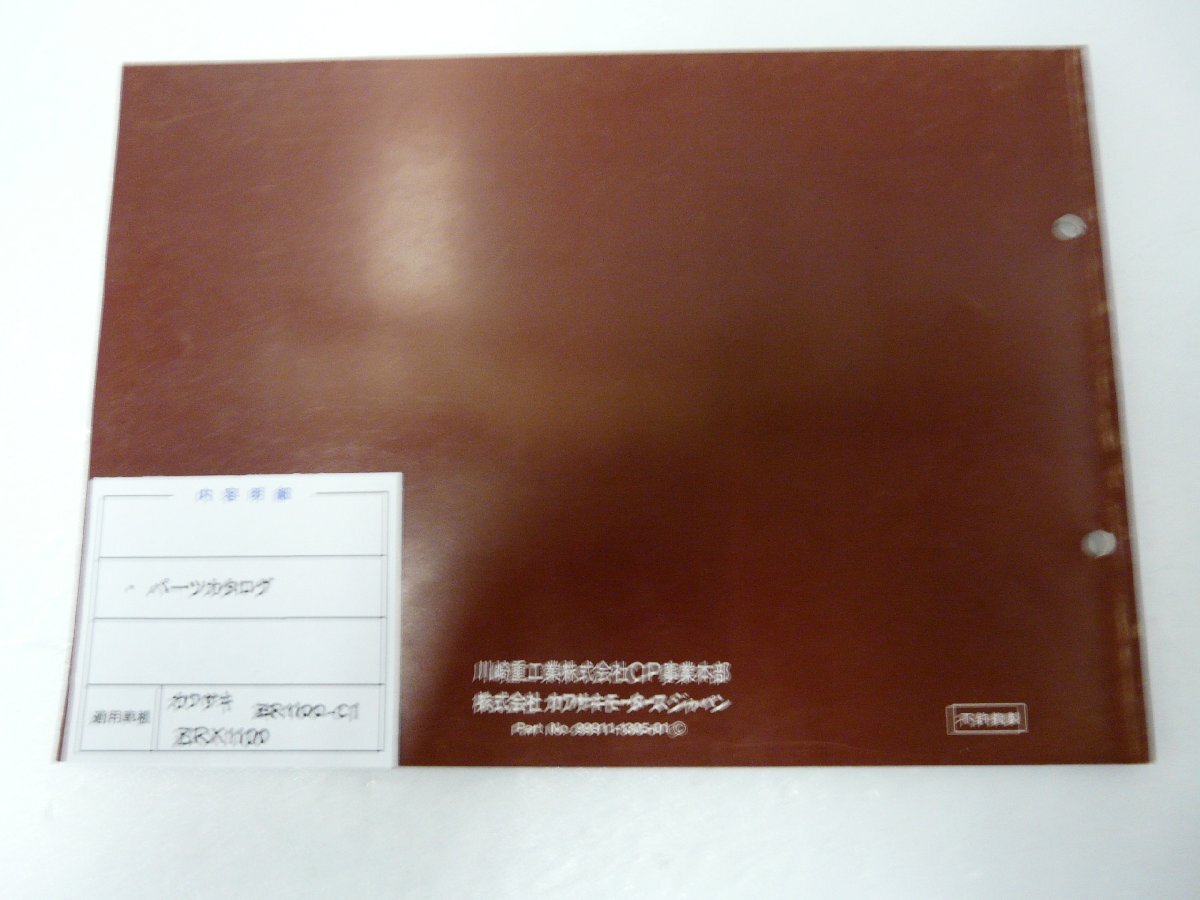 内容明細
パーツカタログ
適用車種
カワサキ ZR1100-C1
ZRX1100
川崎重工業株式会社CP事業本部
株式会社カワサキモータースジャパン
Part No.
不許複製